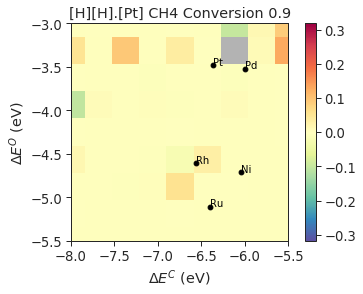 [H][H].[Pt] CH4 Conversion 0.9
−3.0
−3.5
−4.0
−4.5
−5.0
−5.5
ΔE^O (eV)
Pt
Pd
Rh
Ni
Ru
−8.0
−7.5
−7.0
−6.5
−6.0
−5.5
ΔE^C (eV)
0.3
0.2
0.1
0.0
−0.1
−0.2
−0.3